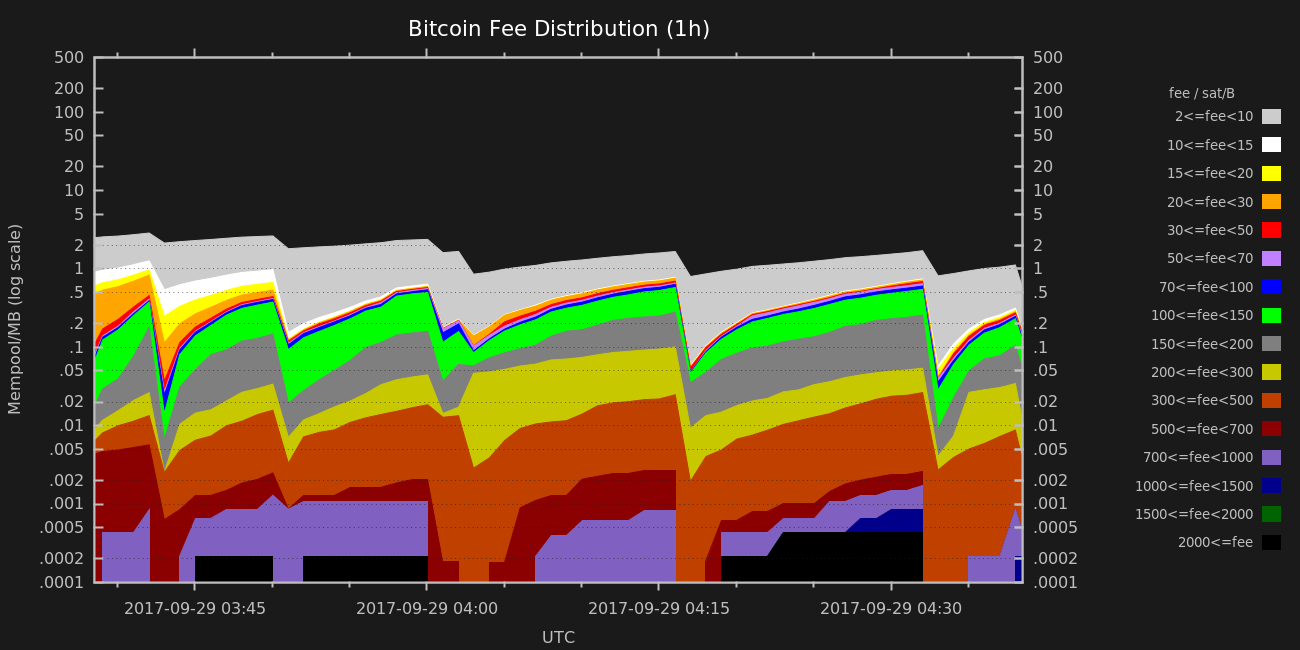 Bitcoin Fee Distribution (1h)
Mempool/MB (log scale)
500 500
200 200
100 100
50 50
20 20
10 10
5 5
2 2
1 1
.5 .5
.2 .2
.1 .1
.05 .05
.02 .02
.01 .01
.005 .005
.002 .002
.001 .001
.0005 .0005
.0002 .0002
.0001 .0001
2017-09-29 03:45 2017-09-29 04:00 2017-09-29 04:15 2017-09-29 04:30
UTC
fee / sat/B
2<=fee<10
10<=fee<15
15<=fee<20
20<=fee<30
30<=fee<50
50<=fee<70
70<=fee<100
100<=fee<150
150<=fee<200
200<=fee<300
300<=fee<500
500<=fee<700
700<=fee<1000
1000<=fee<1500
1500<=fee<2000
2000<=fee